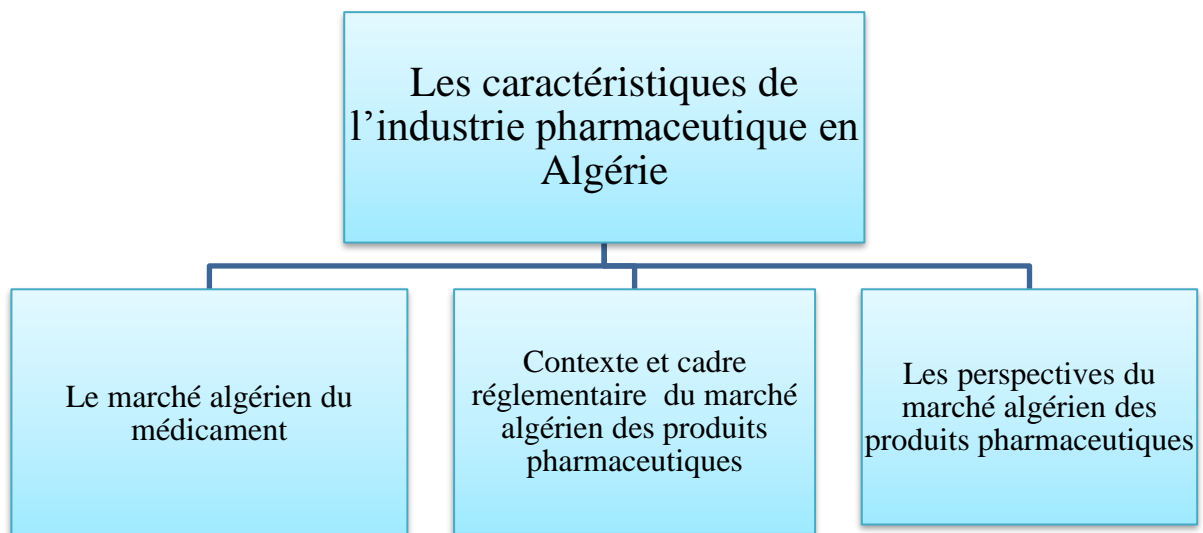 Les caractéristiques de
l’industrie pharmaceutique en
Algérie
Le marché algérien du
médicament
Contexte et cadre
réglementaire du marché
algérien des produits
pharmaceutiques
Les perspectives du
marché algérien des
produits pharmaceutiques